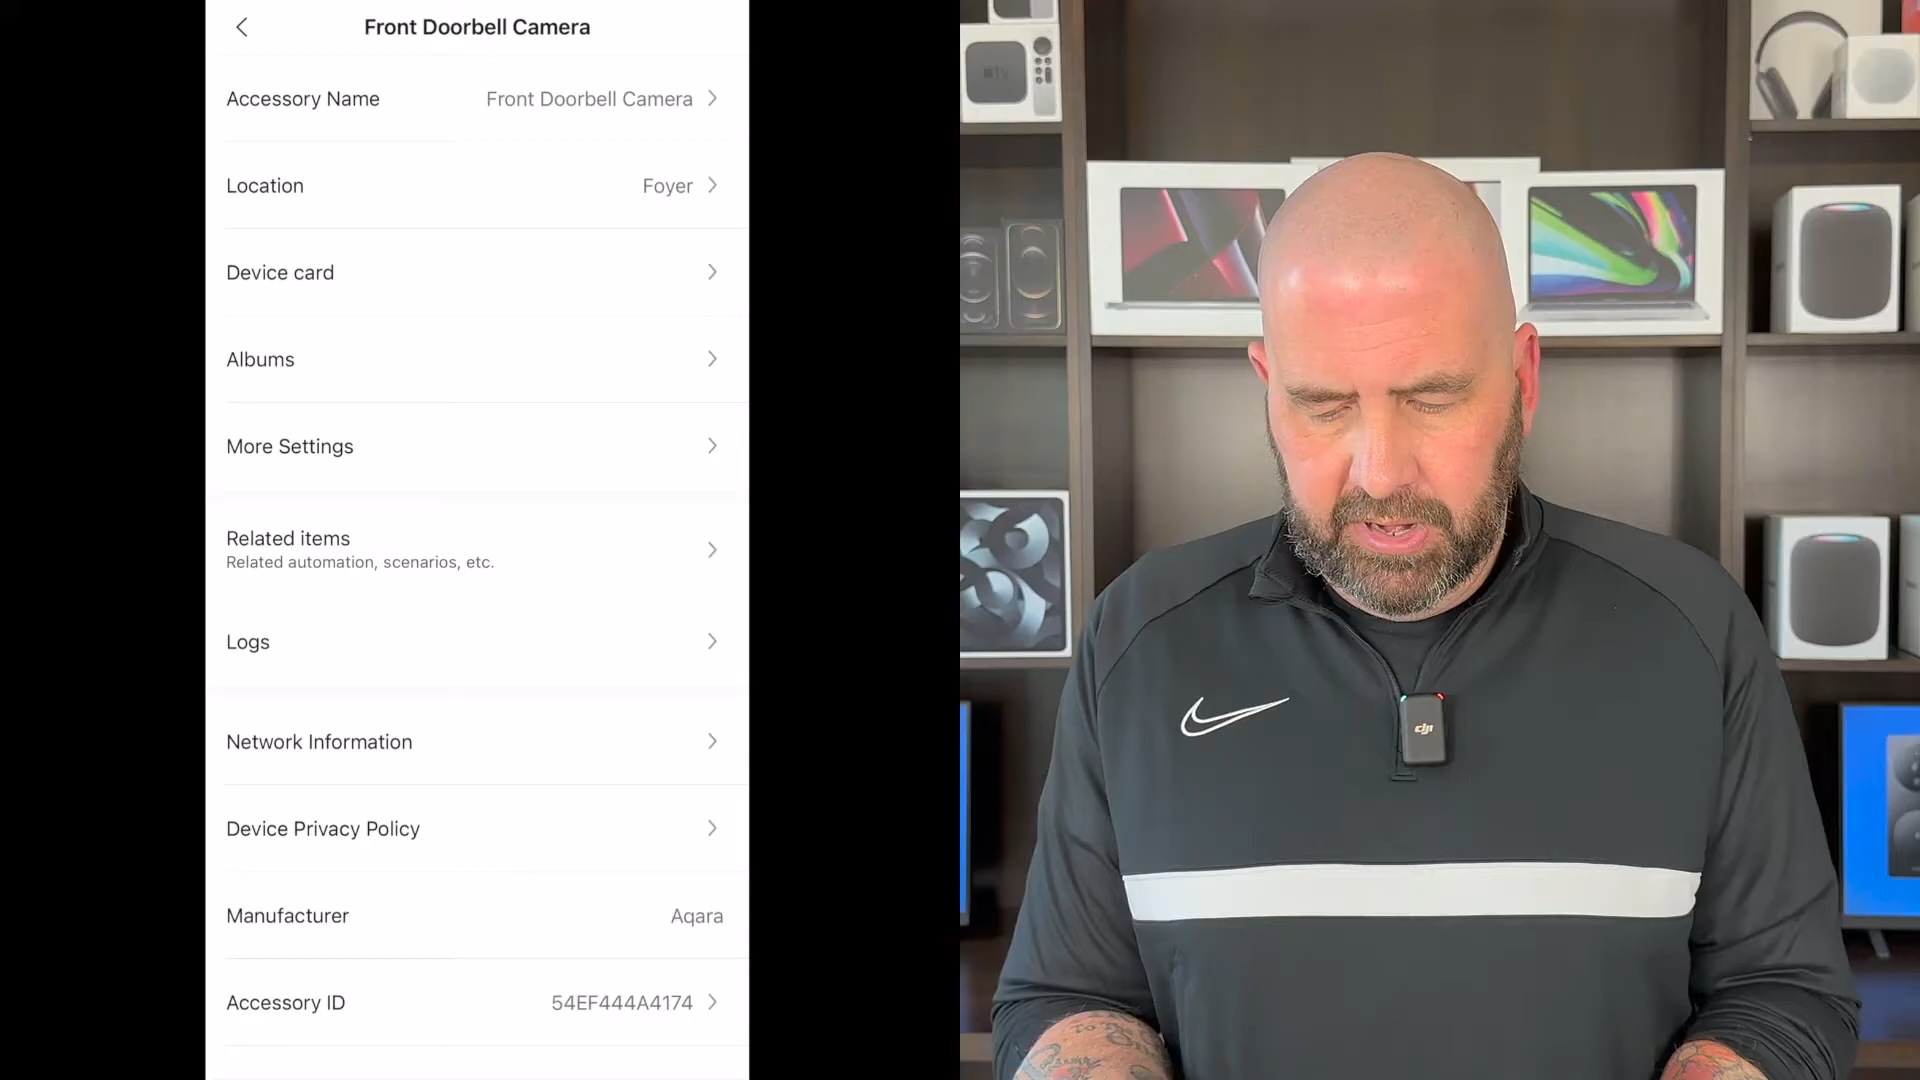 Front Doorbell Camera
Accessory Name Front Doorbell Camera
Location Foyer
Device card
Albums
More Settings
Related items
Related automation, scenarios, etc.
Logs
Network Information
Device Privacy Policy
Manufacturer Aqara
Accessory ID 54EF444A4174
tv
dji